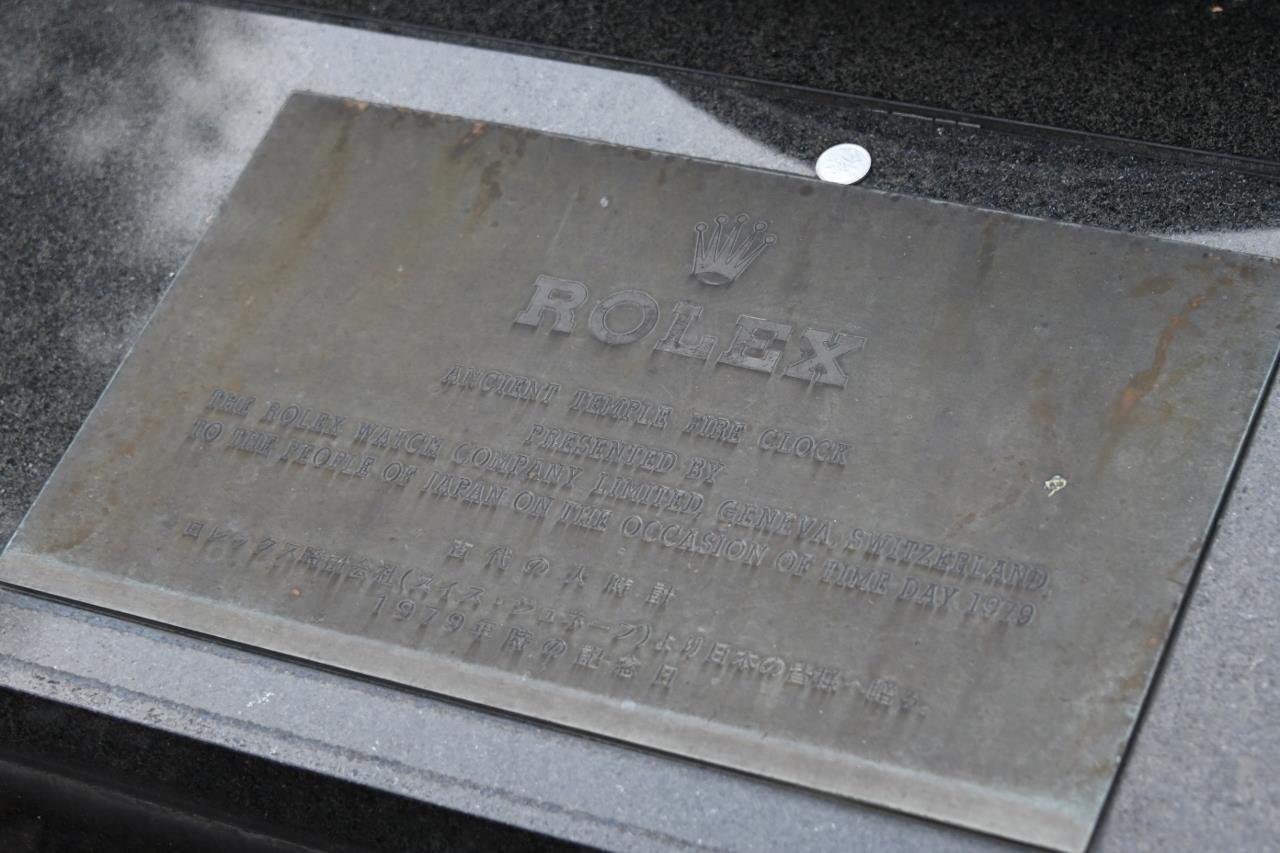 ROLEX
ANCIENT TEMPLE FIRE CLOCK
PRESENTED BY
THE ROLEX WATCH COMPANY LIMITED, GENEVA, SWITZERLAND,
TO THE PEOPLE OF JAPAN ON THE OCCASION OF TIME DAY 1979
古代の火時計
ロレックス時計会社(スイス・ジュネーブ)より日本の皆様へ贈る。
1979年時の記念日